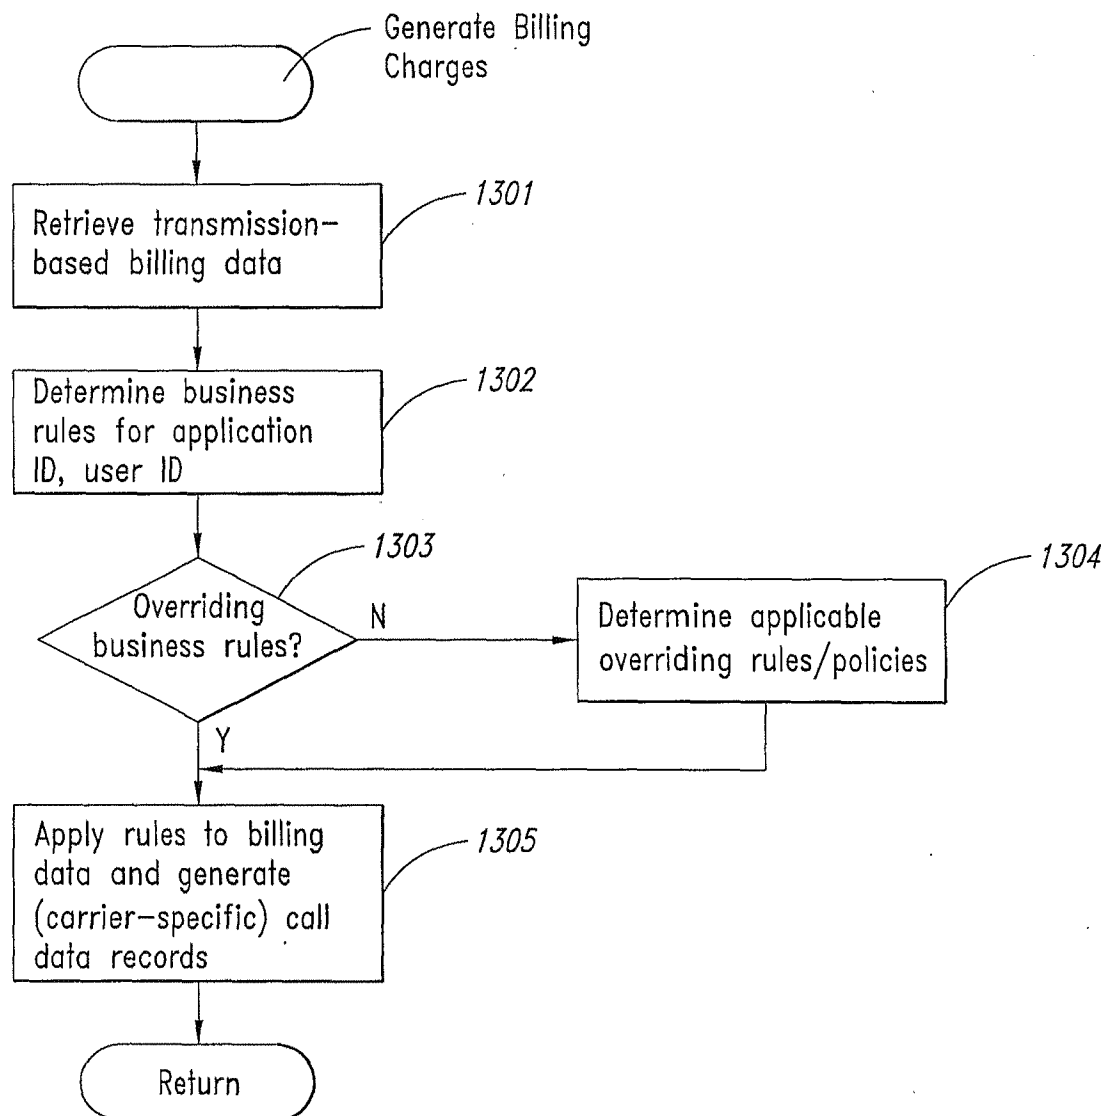 Generate Billing
Charges
1301
Retrieve transmission-
based billing data
1302
Determine business
rules for application
ID, user ID
1303
Overriding
business rules?
N
1304
Determine applicable
overriding rules/policies
Y
1305
Apply rules to billing
data and generate
(carrier-specific) call
data records
Return